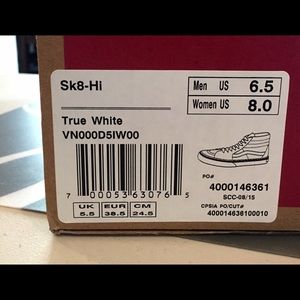 Sk8-Hi
Men US 6.5
Women US 8.0
True White
VN000D5IW00
7 00053 63076 5
PO#
4000146361
SCC-08/15
CPSIA PO/CUT#
400014636100010
UK EUR CM
5.5 38.5 24.5